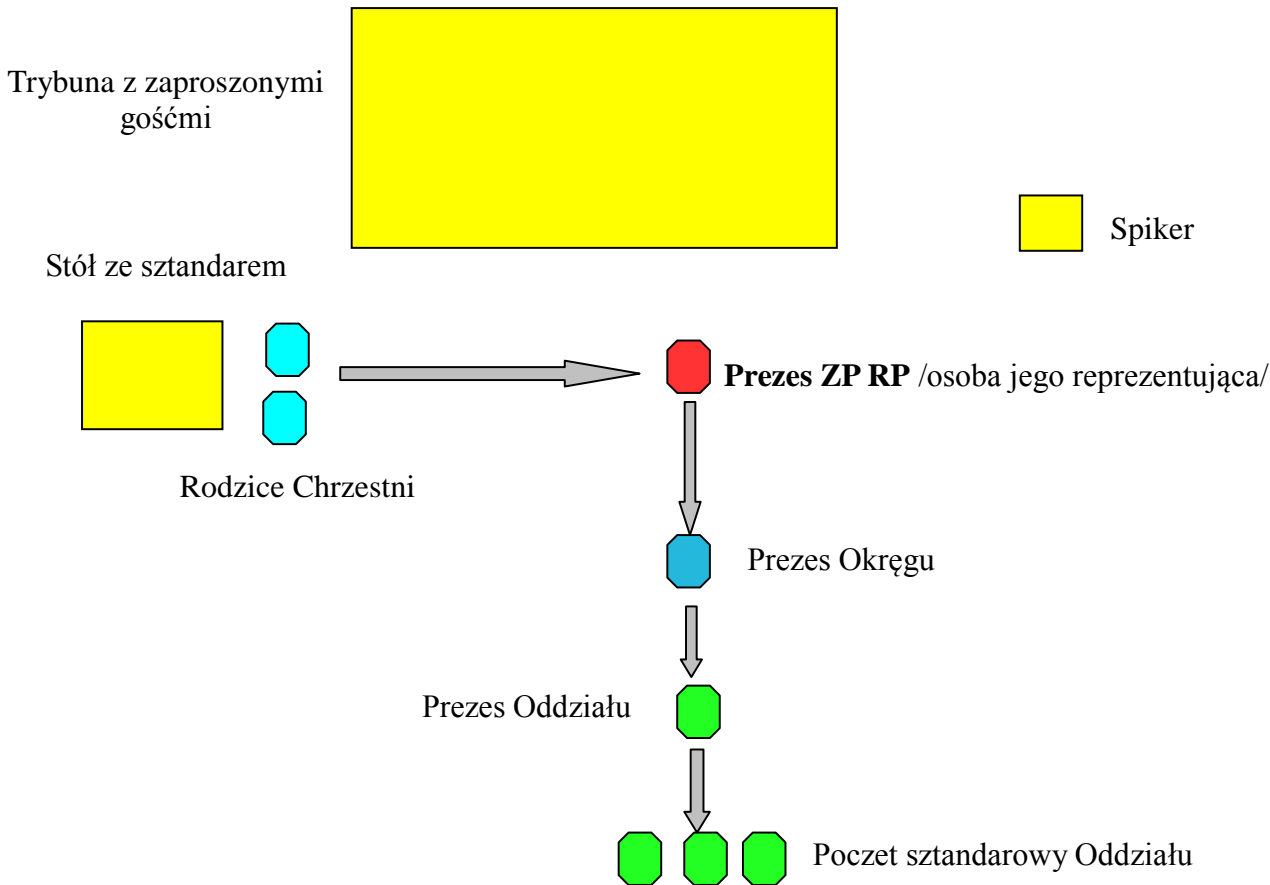 Trybuna z zaproszonymi
gośćmi
Spiker
Stół ze sztandarem
Prezes ZP RP /osoba jego reprezentująca/
Rodzice Chrzestni
Prezes Okręgu
Prezes Oddziału
Poczet sztandarowy Oddziału